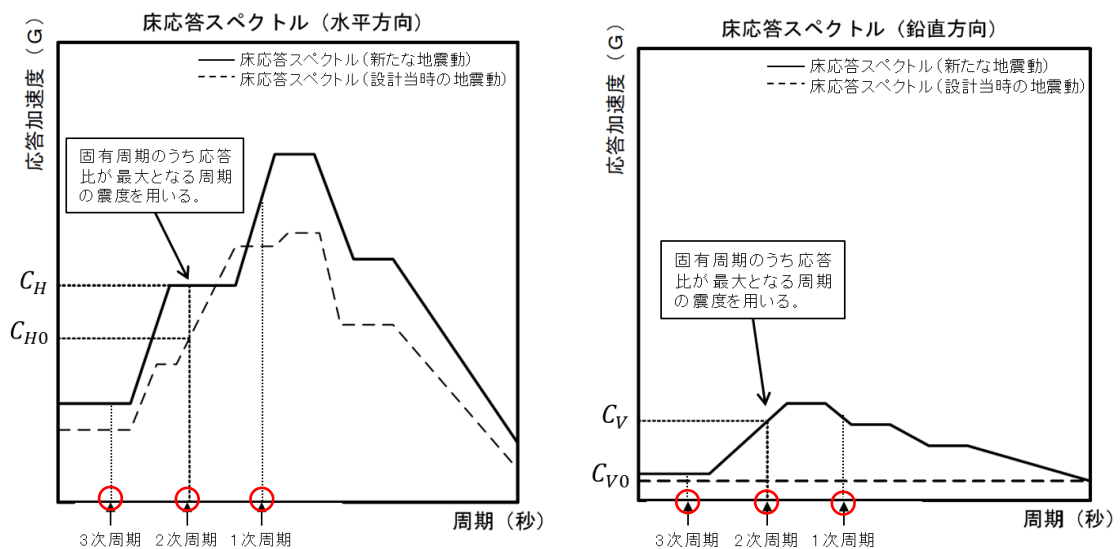 床応答スペクトル（水平方向）
応答加速度（G）
床応答スペクトル（新たな地震動）
床応答スペクトル（設計当時の地震動）
固有周期のうち応答
比が最大となる周期
の震度を用いる。
C_H
C_H0
周期（秒）
3次周期 2次周期 1次周期
床応答スペクトル（鉛直方向）
応答加速度（G）
床応答スペクトル（新たな地震動）
床応答スペクトル（設計当時の地震動）
固有周期のうち応答
比が最大となる周期
の震度を用いる。
C_V
C_V0
周期（秒）
3次周期 2次周期 1次周期